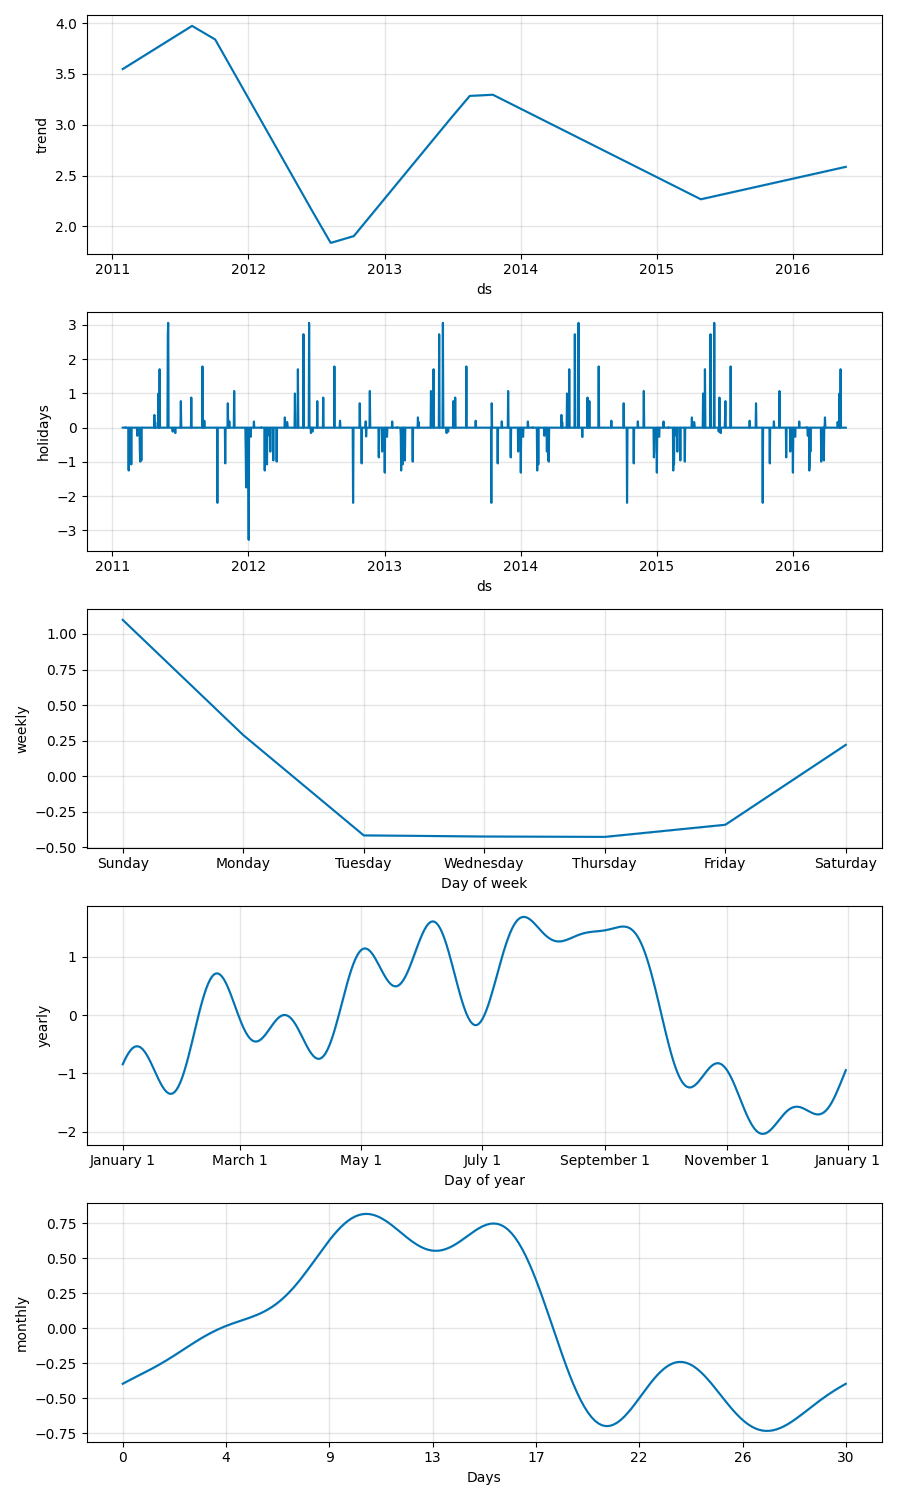 4.0
3.5
3.0
2.5
2.0
trend
2011 2012 2013 2014 2015 2016
ds
3
2
1
0
−1
−2
−3
holidays
2011 2012 2013 2014 2015 2016
ds
1.00
0.75
0.50
0.25
0.00
−0.25
−0.50
weekly
Sunday Monday Tuesday Wednesday Thursday Friday Saturday
Day of week
1
0
−1
−2
yearly
January 1 March 1 May 1 July 1 September 1 November 1 January 1
Day of year
0.75
0.50
0.25
0.00
−0.25
−0.50
−0.75
monthly
0 4 9 13 17 22 26 30
Days